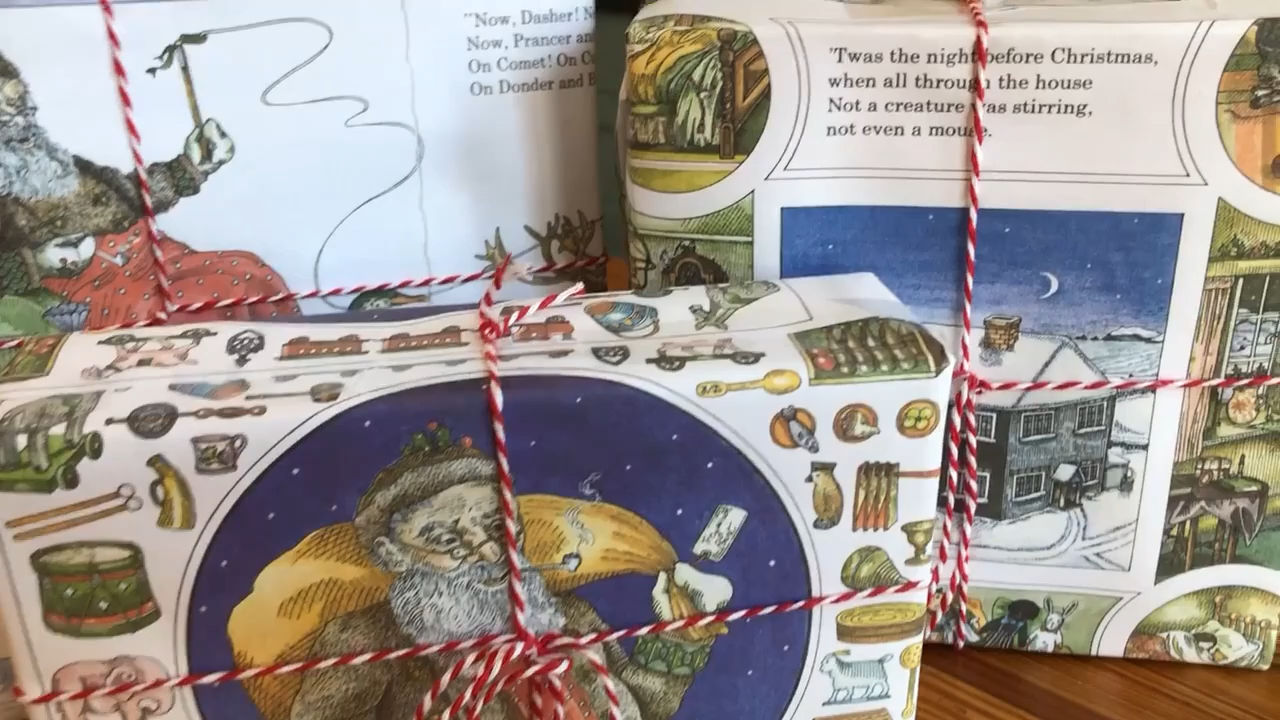 "Now, Dasher!
Now, Prancer
On Comet! On
On Donder and
'Twas the night before Christmas,
when all through the house
Not a creature was stirring,
not even a mouse.